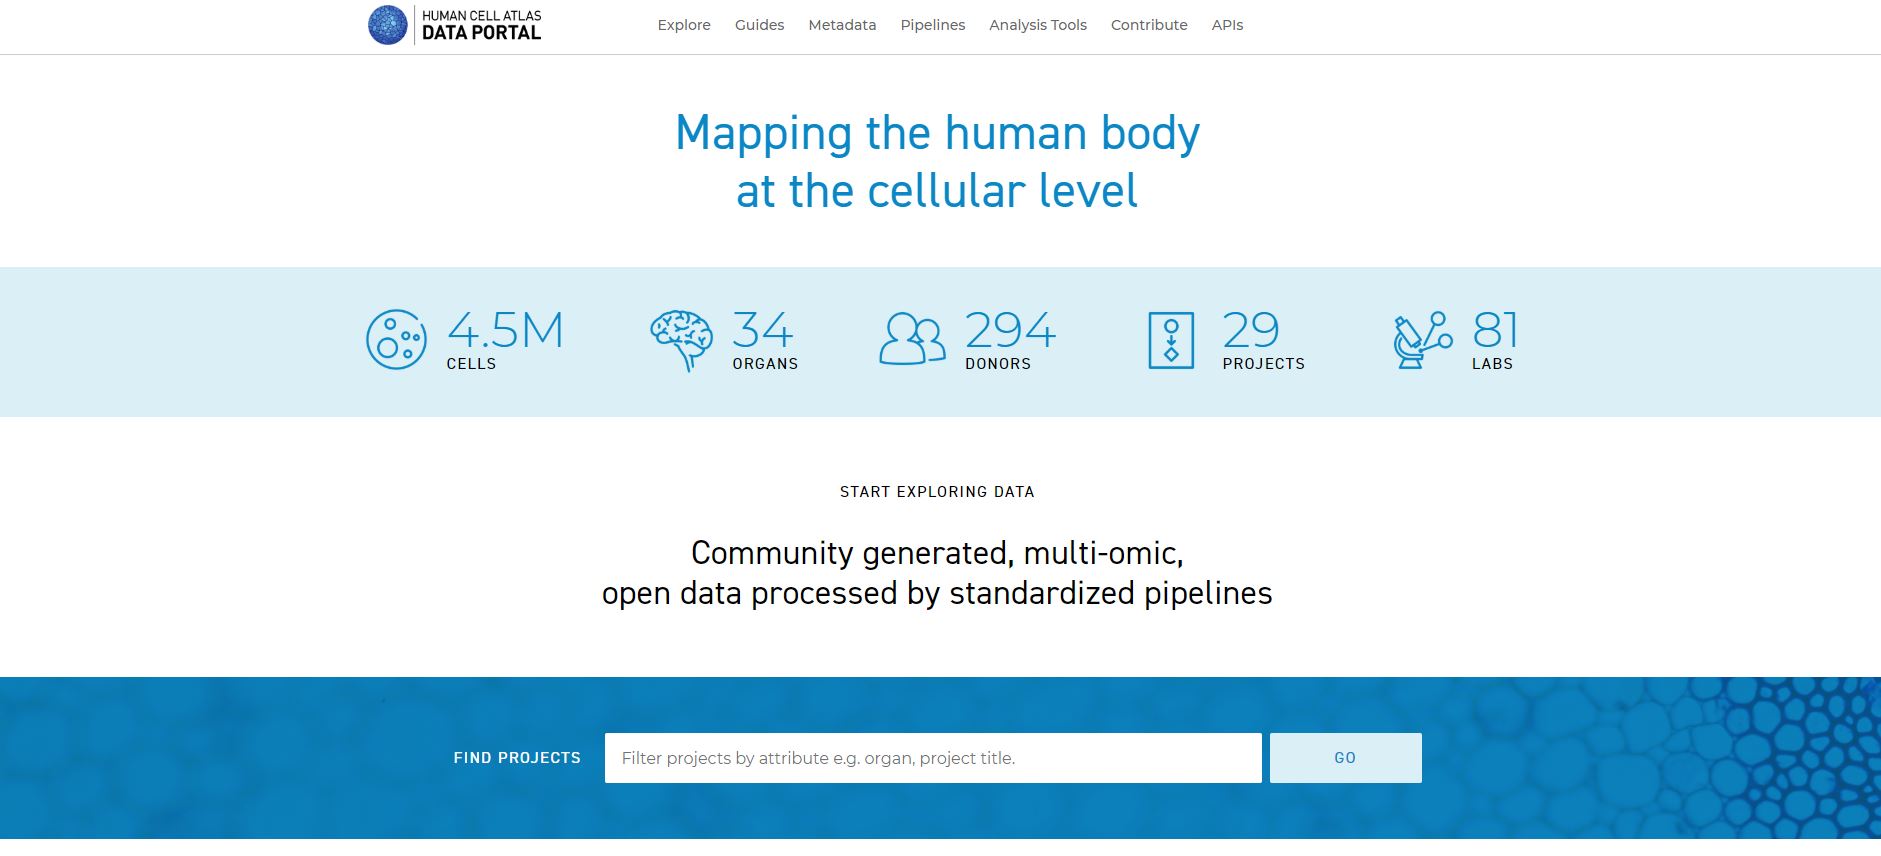 HUMAN CELL ATLAS
DATA PORTAL
Explore Guides Metadata Pipelines Analysis Tools Contribute APIs
Mapping the human body
at the cellular level
4.5M
CELLS
34
ORGANS
294
DONORS
29
PROJECTS
81
LABS
START EXPLORING DATA
Community generated, multi-omic,
open data processed by standardized pipelines
FIND PROJECTS
Filter projects by attribute e.g. organ, project title.
GO